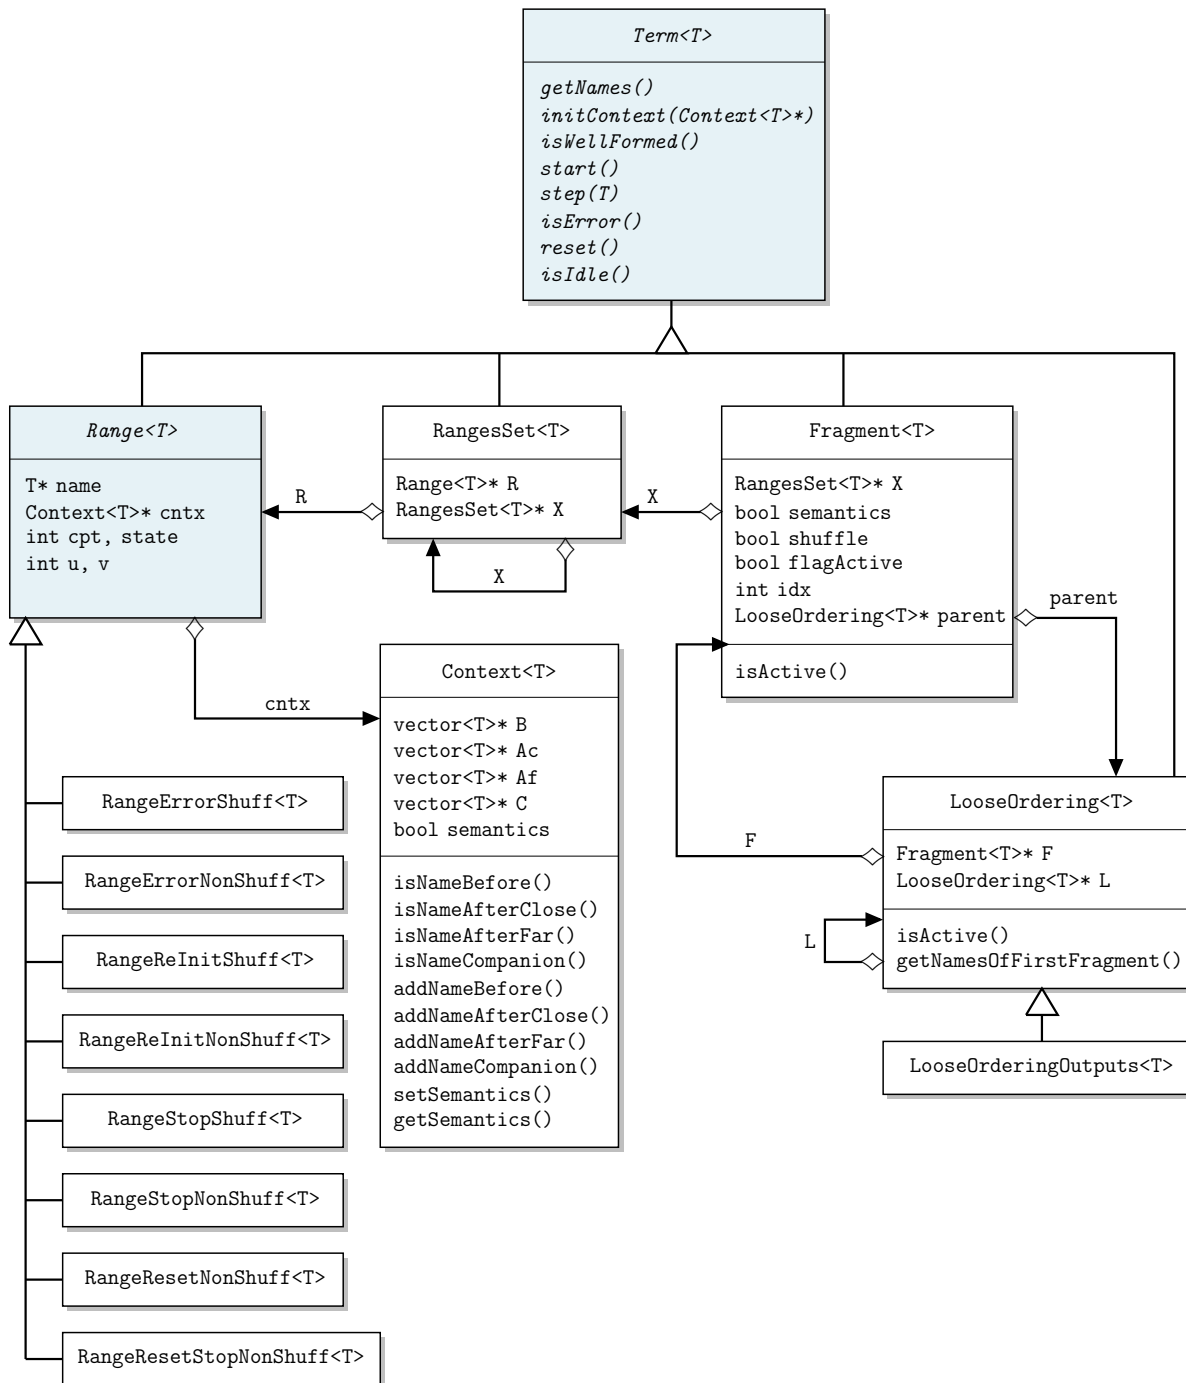 Term<T>
getNames()
initContext(Context<T>*)
isWellFormed()
start()
step(T)
isError()
reset()
isIdle()
Range<T>
T* name
Context<T>* cntx
int cpt, state
int u, v
R
RangesSet<T>
Range<T>* R
RangesSet<T>* X
X
X
Fragment<T>
RangesSet<T>* X
bool semantics
bool shuffle
bool flagActive
int idx
LooseOrdering<T>* parent
isActive()
parent
cntx
Context<T>
vector<T>* B
vector<T>* Ac
vector<T>* Af
vector<T>* C
bool semantics
isNameBefore()
isNameAfterClose()
isNameAfterFar()
isNameCompanion()
addNameBefore()
addNameAfterClose()
addNameAfterFar()
addNameCompanion()
setSemantics()
getSemantics()
F
LooseOrdering<T>
Fragment<T>* F
LooseOrdering<T>* L
L
isActive()
getNamesOfFirstFragment()
LooseOrderingOutputs<T>
RangeErrorShuff<T>
RangeErrorNonShuff<T>
RangeReInitShuff<T>
RangeReInitNonShuff<T>
RangeStopShuff<T>
RangeStopNonShuff<T>
RangeResetNonShuff<T>
RangeResetStopNonShuff<T>